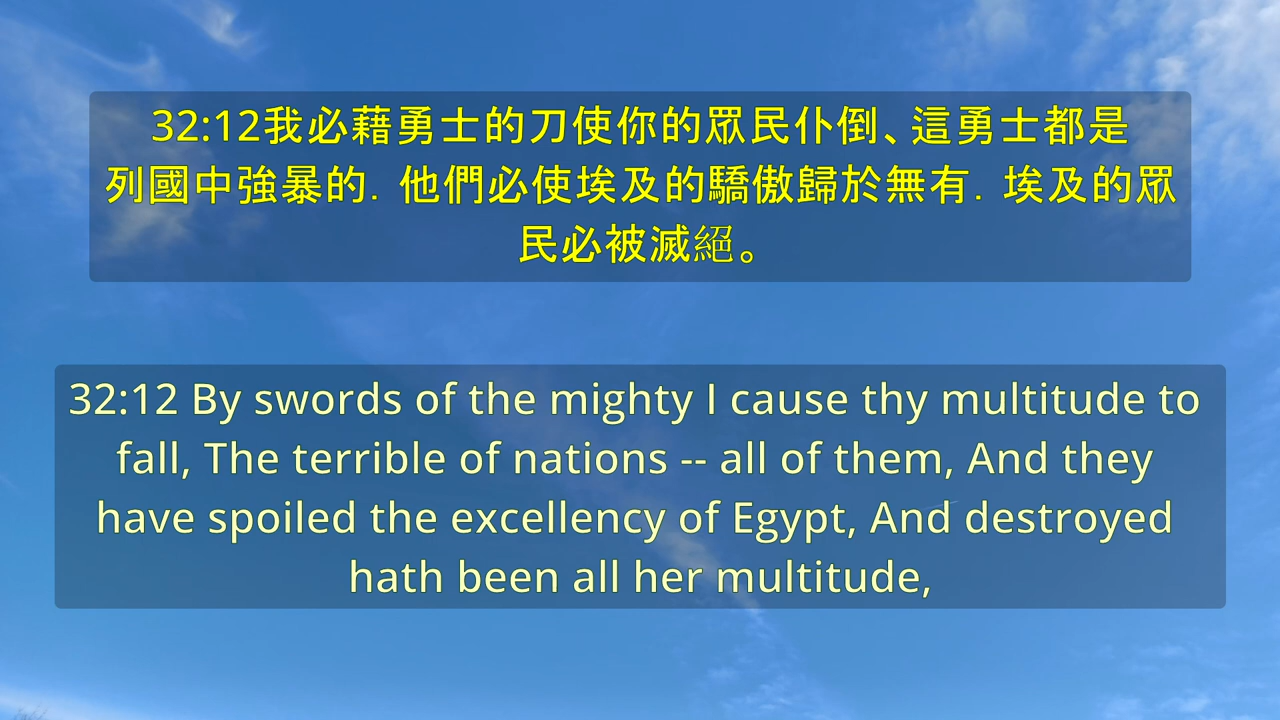 32:12我必藉勇士的刀使你的眾民仆倒、這勇士都是
列國中強暴的．他們必使埃及的驕傲歸於無有．埃及的眾
民必被滅絕。
32:12 By swords of the mighty I cause thy multitude to
fall, The terrible of nations -- all of them, And they
have spoiled the excellency of Egypt, And destroyed
hath been all her multitude,